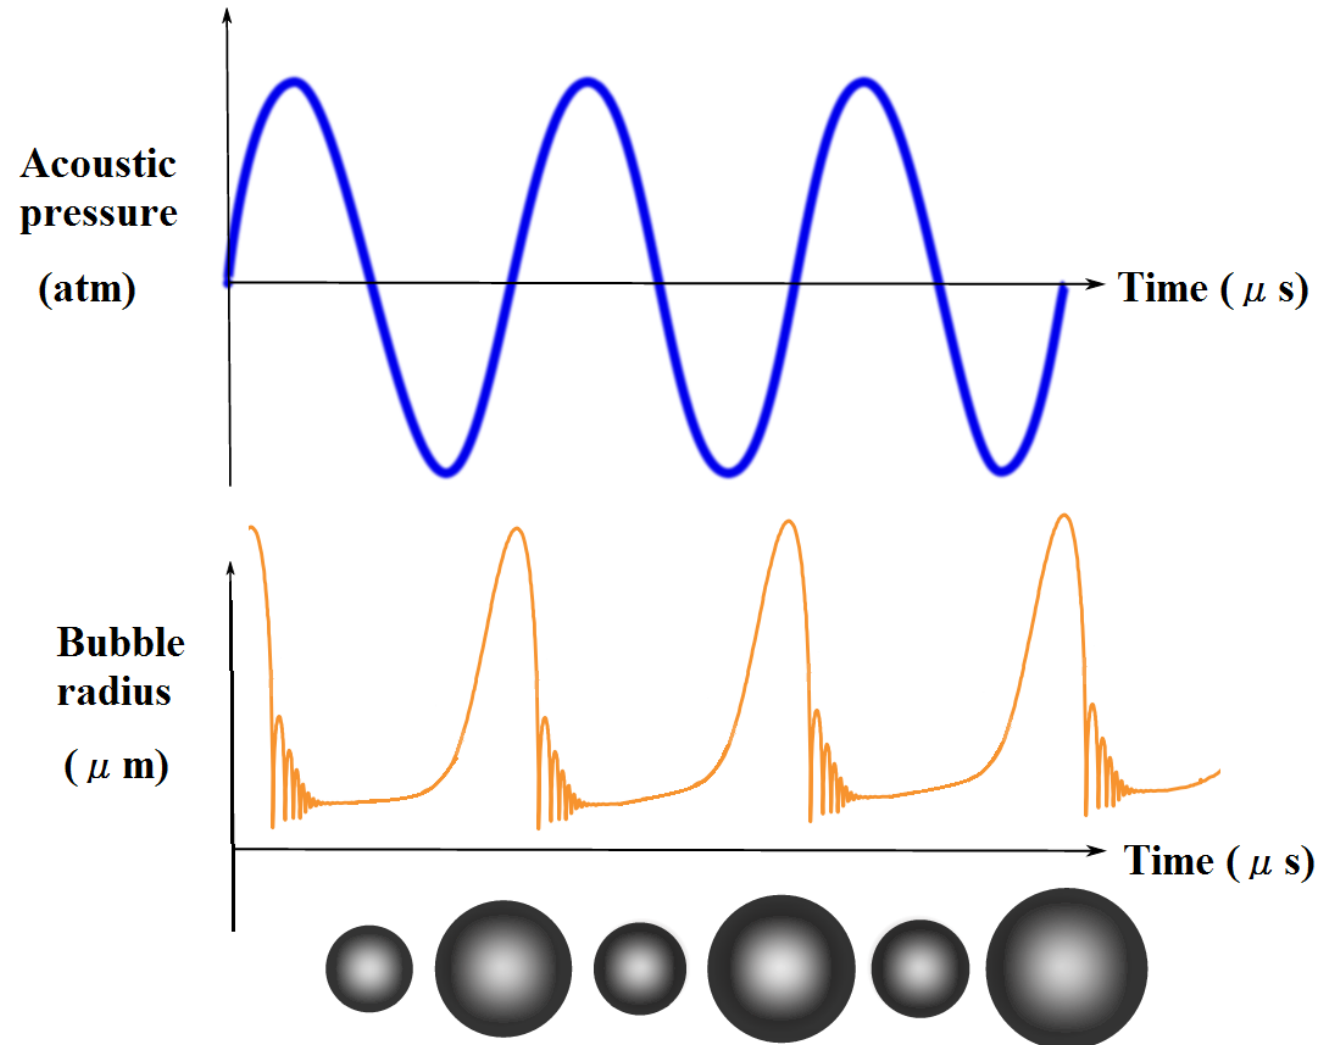 Acoustic
pressure
(atm)
Time ( μ s)
Bubble
radius
( μ m)
Time ( μ s)